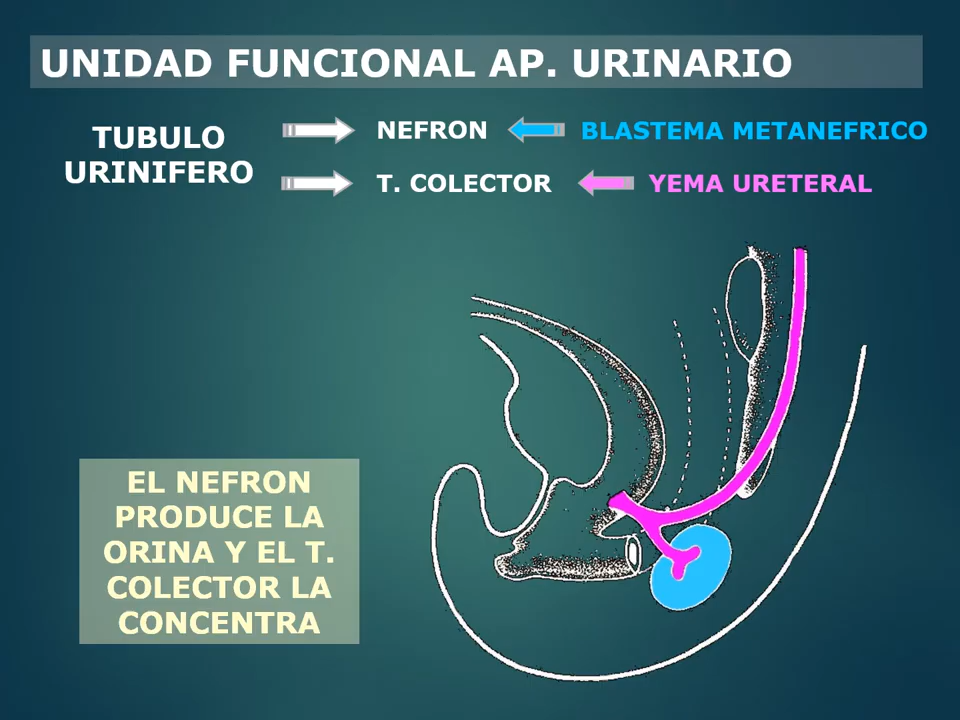 UNIDAD FUNCIONAL AP. URINARIO
TUBULO
URINIFERO
NEFRON
BLASTEMA METANEFRICO
T. COLECTOR
YEMA URETERAL
EL NEFRON
PRODUCE LA
ORINA Y EL T.
COLECTOR LA
CONCENTRA